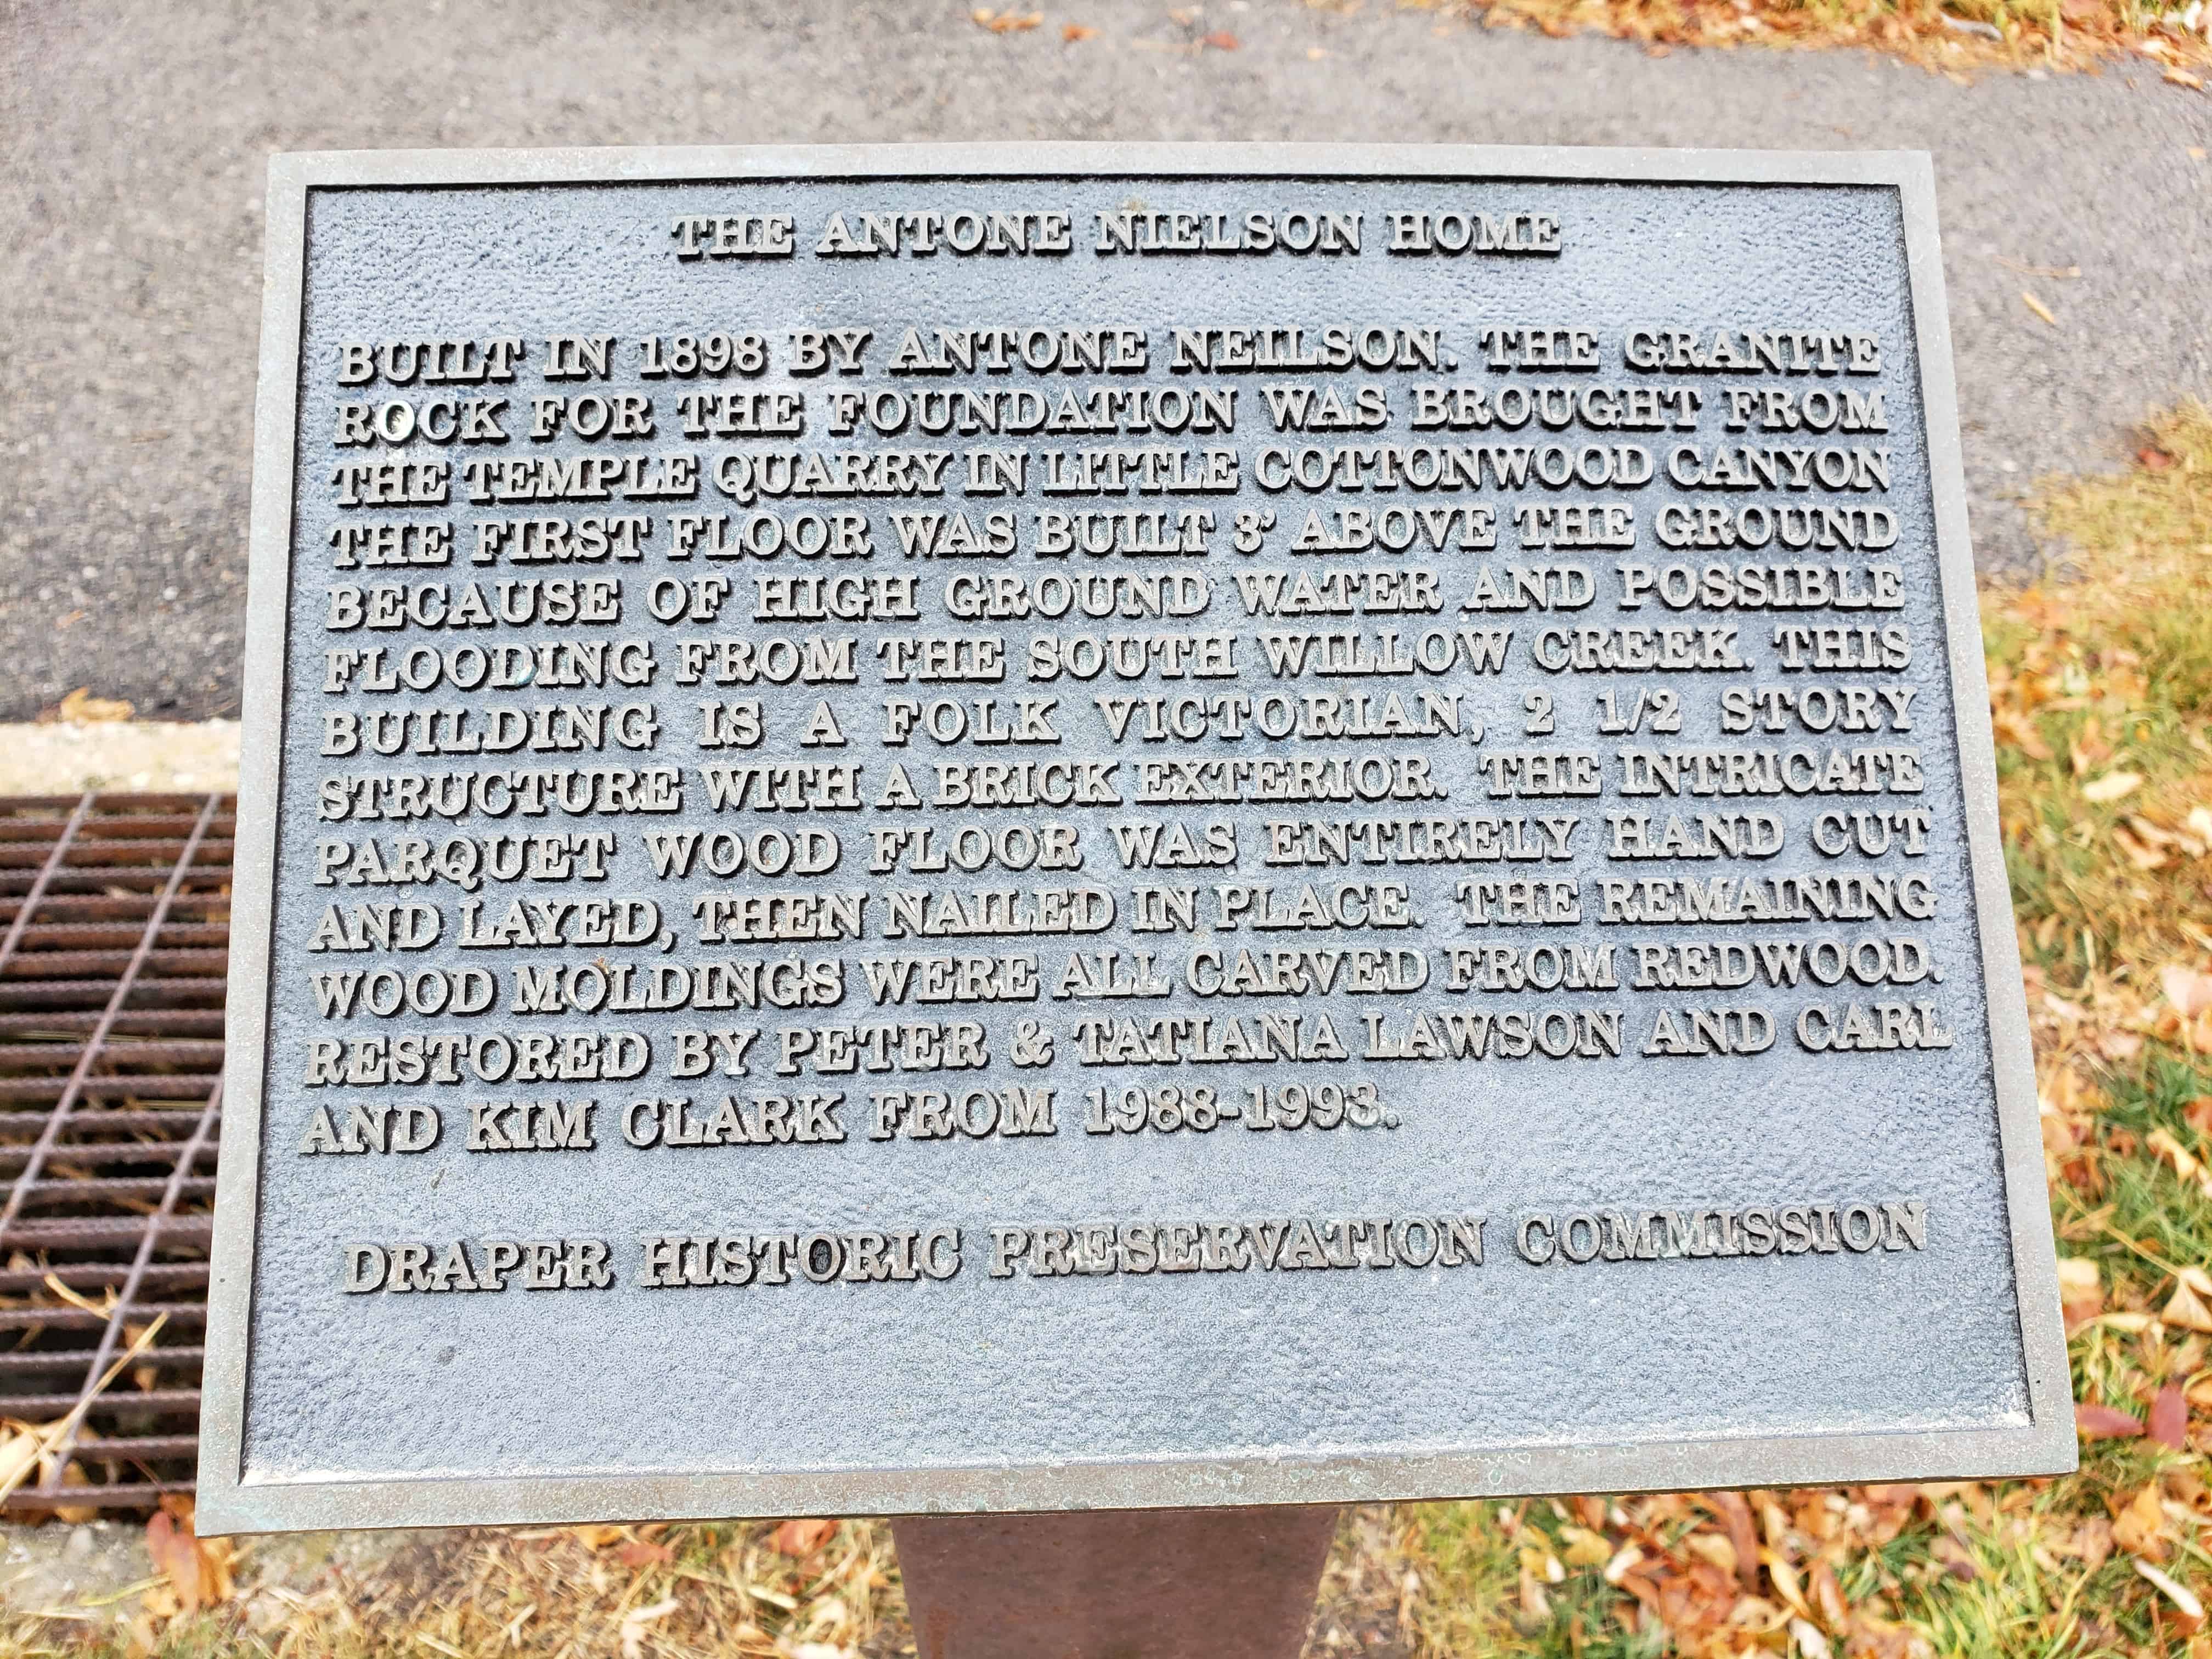 THE ANTONE NIELSON HOME
BUILT IN 1898 BY ANTONE NEILSON. THE GRANITE
ROCK FOR THE FOUNDATION WAS BROUGHT FROM
THE TEMPLE QUARRY IN LITTLE COTTONWOOD CANYON
THE FIRST FLOOR WAS BUILT 3' ABOVE THE GROUND
BECAUSE OF HIGH GROUND WATER AND POSSIBLE
FLOODING FROM THE SOUTH WILLOW CREEK. THIS
BUILDING IS A FOLK VICTORIAN, 2 1/2 STORY
STRUCTURE WITH A BRICK EXTERIOR. THE INTRICATE
PARQUET WOOD FLOOR WAS ENTIRELY HAND CUT
AND LAYED, THEN NAILED IN PLACE. THE REMAINING
WOOD MOLDINGS WERE ALL CARVED FROM REDWOOD.
RESTORED BY PETER & TATIANA LAWSON AND CARL
AND KIM CLARK FROM 1988-1993.
DRAPER HISTORIC PRESERVATION COMMISSION